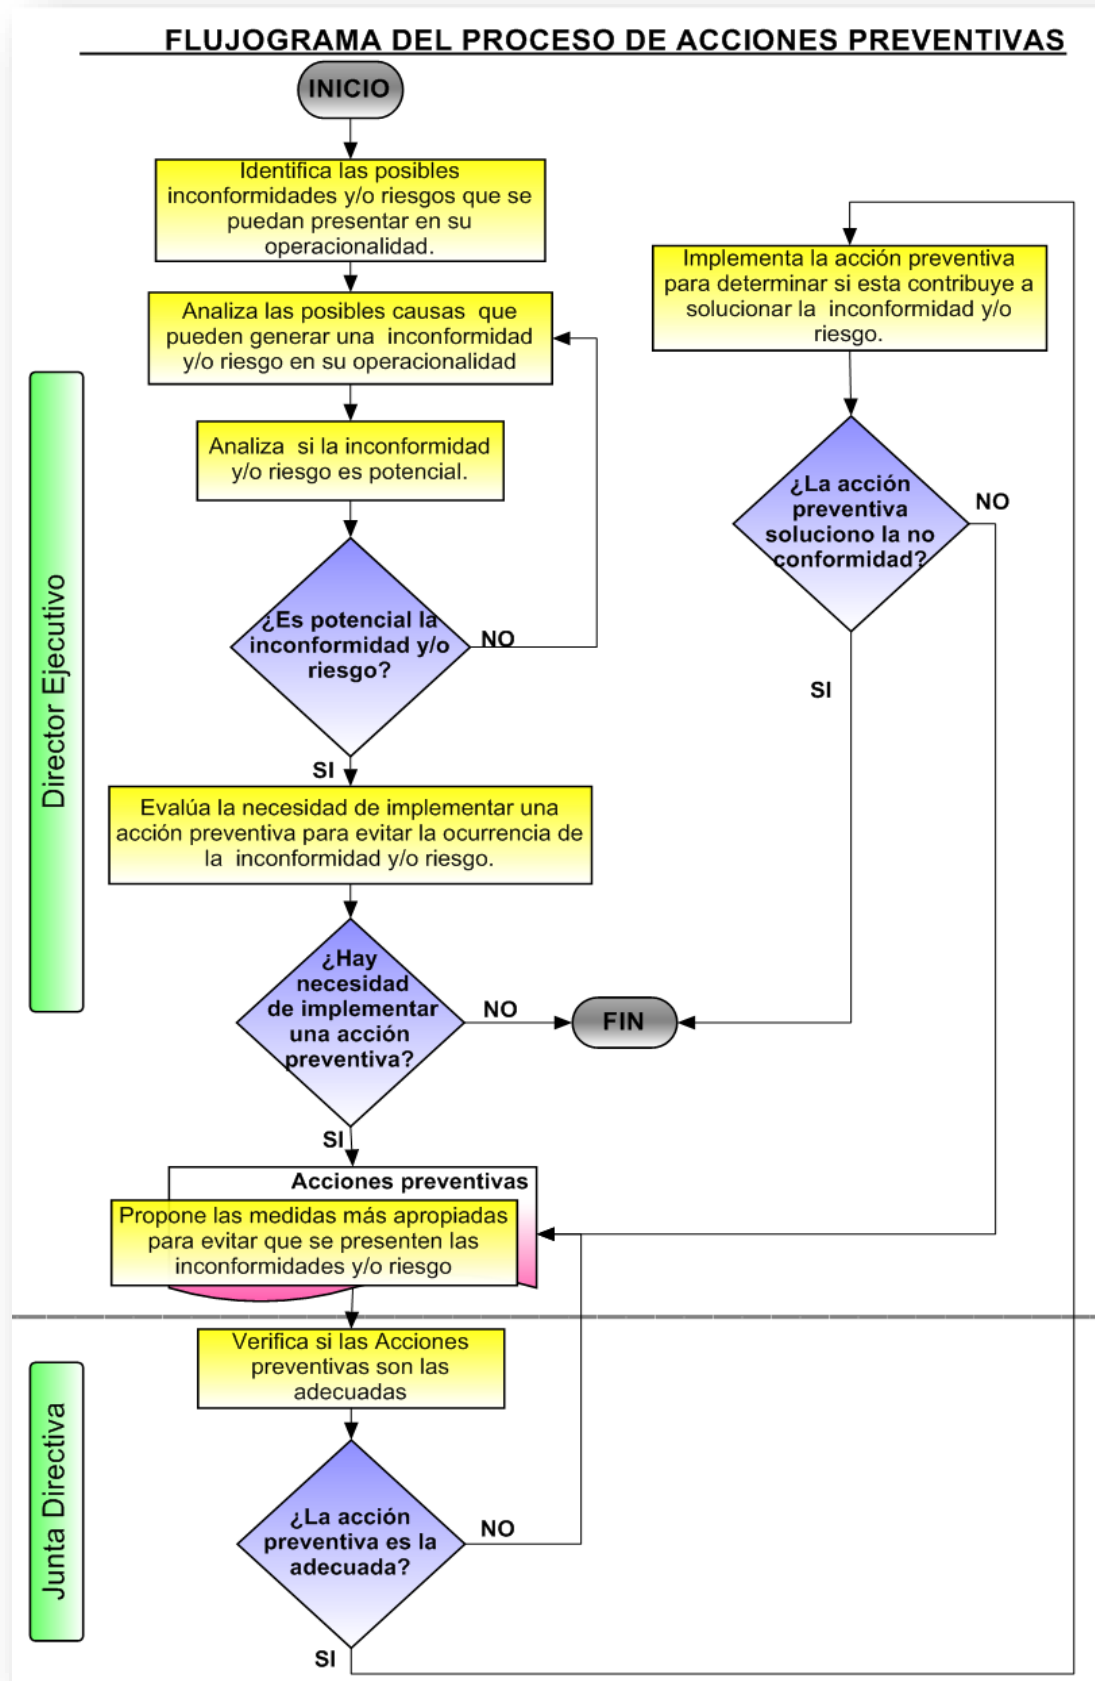 FLUJOGRAMA DEL PROCESO DE ACCIONES PREVENTIVAS
INICIO
Identifica las posibles
inconformidades y/o riesgos que se
puedan presentar en su
operacionalidad.
Analiza las posibles causas que
pueden generar una inconformidad
y/o riesgo en su operacionalidad
Analiza si la inconformidad
y/o riesgo es potencial.
¿Es potencial la
inconformidad y/o
riesgo?
NO
SI
Evalúa la necesidad de implementar una
acción preventiva para evitar la ocurrencia de
la inconformidad y/o riesgo.
¿Hay
necesidad
de implementar
una acción
preventiva?
NO
FIN
SI
Acciones preventivas
Propone las medidas más apropiadas
para evitar que se presenten las
inconformidades y/o riesgo
Director Ejecutivo
Verifica si las Acciones
preventivas son las
adecuadas
¿La acción
preventiva es la
adecuada?
NO
SI
Junta Directiva
Implementa la acción preventiva
para determinar si esta contribuye a
solucionar la inconformidad y/o
riesgo.
¿La acción
preventiva
soluciono la no
conformidad?
NO
SI